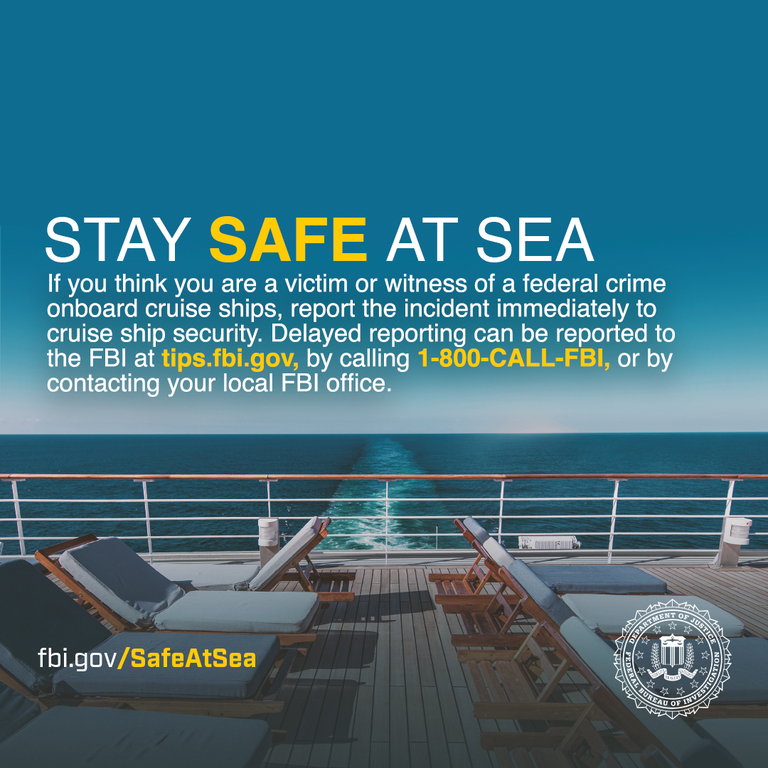 STAY SAFE AT SEA
If you think you are a victim or witness of a federal crime
onboard cruise ships, report the incident immediately to
cruise ship security. Delayed reporting can be reported to
the FBI at tips.fbi.gov, by calling 1-800-CALL-FBI, or by
contacting your local FBI office.
fbi.gov/SafeAtSea
DEPARTMENT OF JUSTICE
FEDERAL BUREAU OF INVESTIGATION